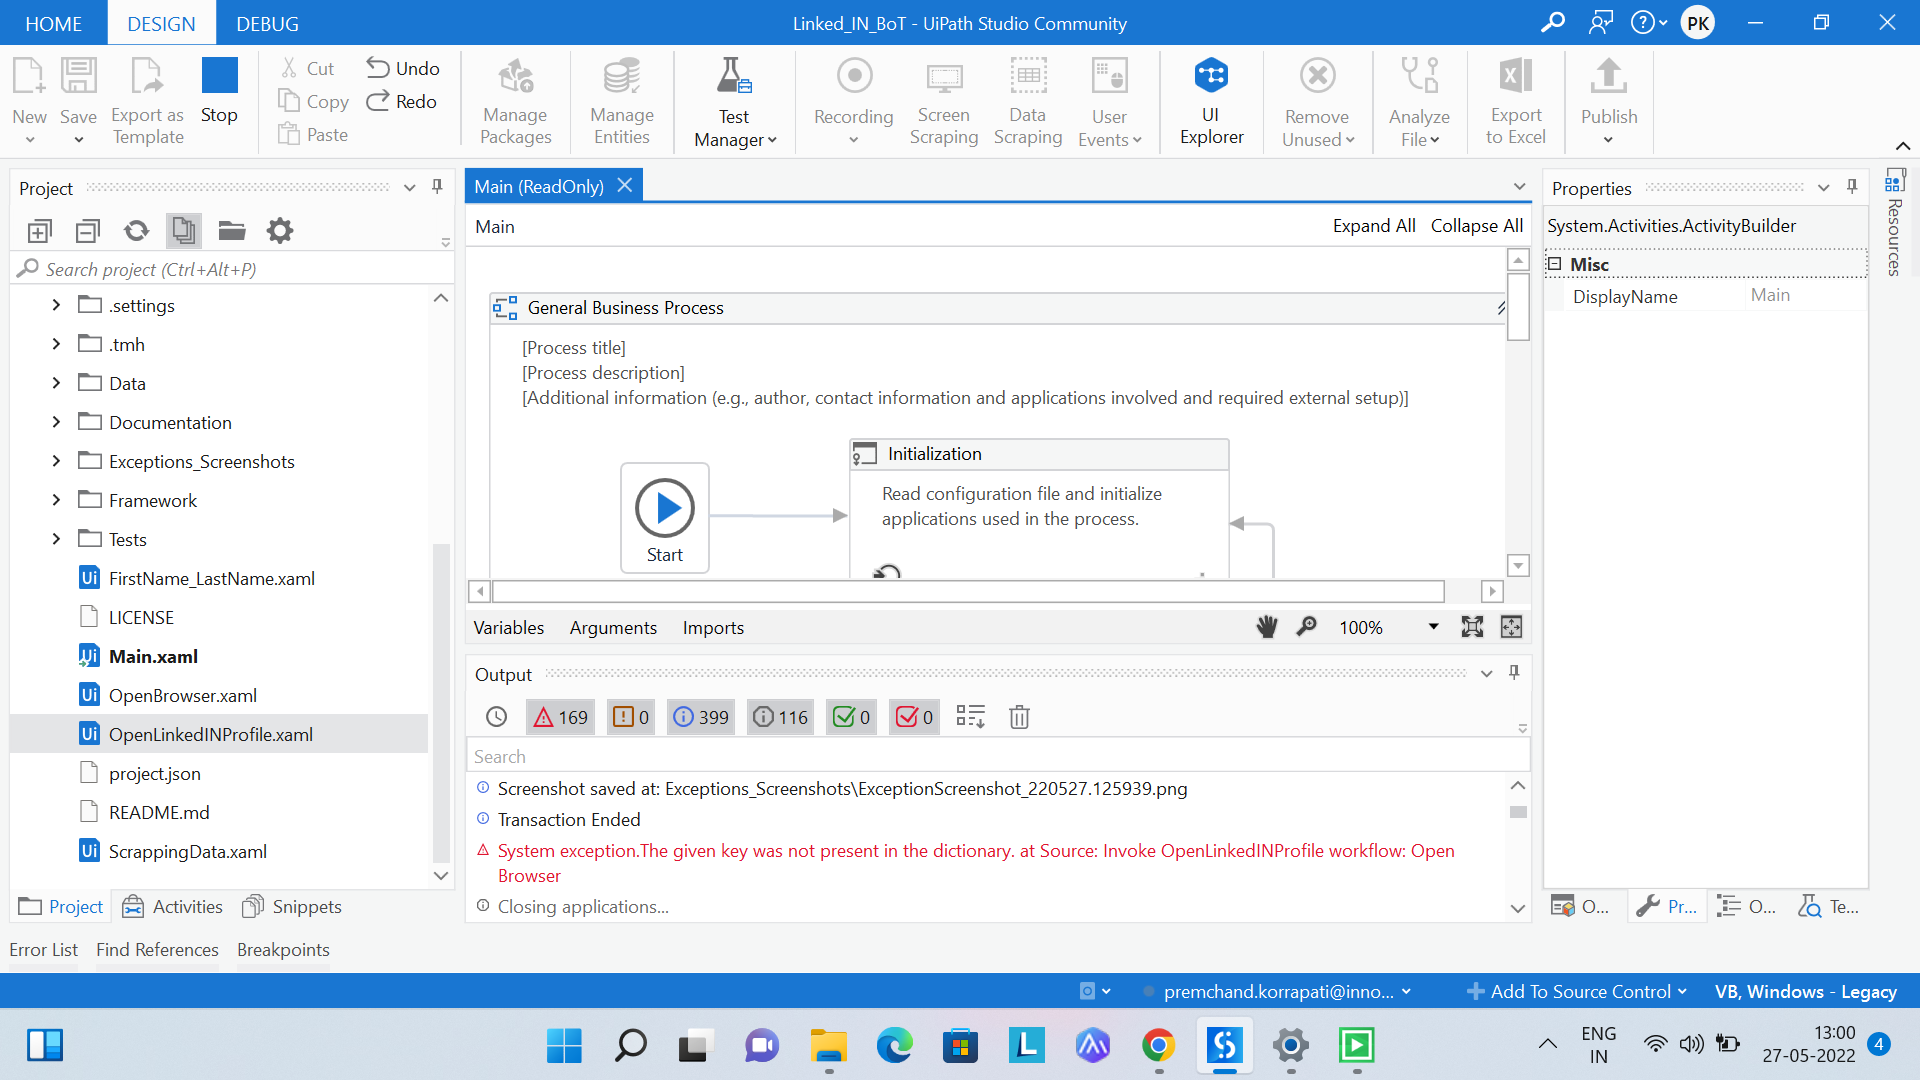 HOME
DESIGN
DEBUG
Linked_IN_BoT - UiPath Studio Community
PK
New
Save
Export as
Template
Stop
Cut
Copy
Paste
Undo
Redo
Manage
Packages
Manage
Entities
Test
Manager
Recording
Screen
Scraping
Data
Scraping
User
Events
UI
Explorer
Remove
Unused
Analyze
File
Export
to Excel
Publish
Project
Search project (Ctrl+Alt+P)
.settings
.tmh
Data
Documentation
Exceptions_Screenshots
Framework
Tests
FirstName_LastName.xaml
LICENSE
Main.xaml
OpenBrowser.xaml
OpenLinkedINProfile.xaml
project.json
README.md
ScrappingData.xaml
Project
Activities
Snippets
Main (ReadOnly)
Main
Expand All
Collapse All
General Business Process
[Process title]
[Process description]
[Additional information (e.g., author, contact information and applications involved and required external setup)]
Start
Initialization
Read configuration file and initialize
applications used in the process.
Variables
Arguments
Imports
100%
Output
169
0
399
116
0
0
Search
Screenshot saved at: Exceptions_Screenshots\ExceptionScreenshot_220527.125939.png
Transaction Ended
System exception.The given key was not present in the dictionary. at Source: Invoke OpenLinkedINProfile workflow: Open
Browser
Closing applications...
Properties
System.Activities.ActivityBuilder
Misc
DisplayName
Main
Resources
O...
Pr...
O...
Te...
Error List
Find References
Breakpoints
premchand.korrapati@inno...
Add To Source Control
VB, Windows - Legacy
ENG
IN
13:00
27-05-2022
4